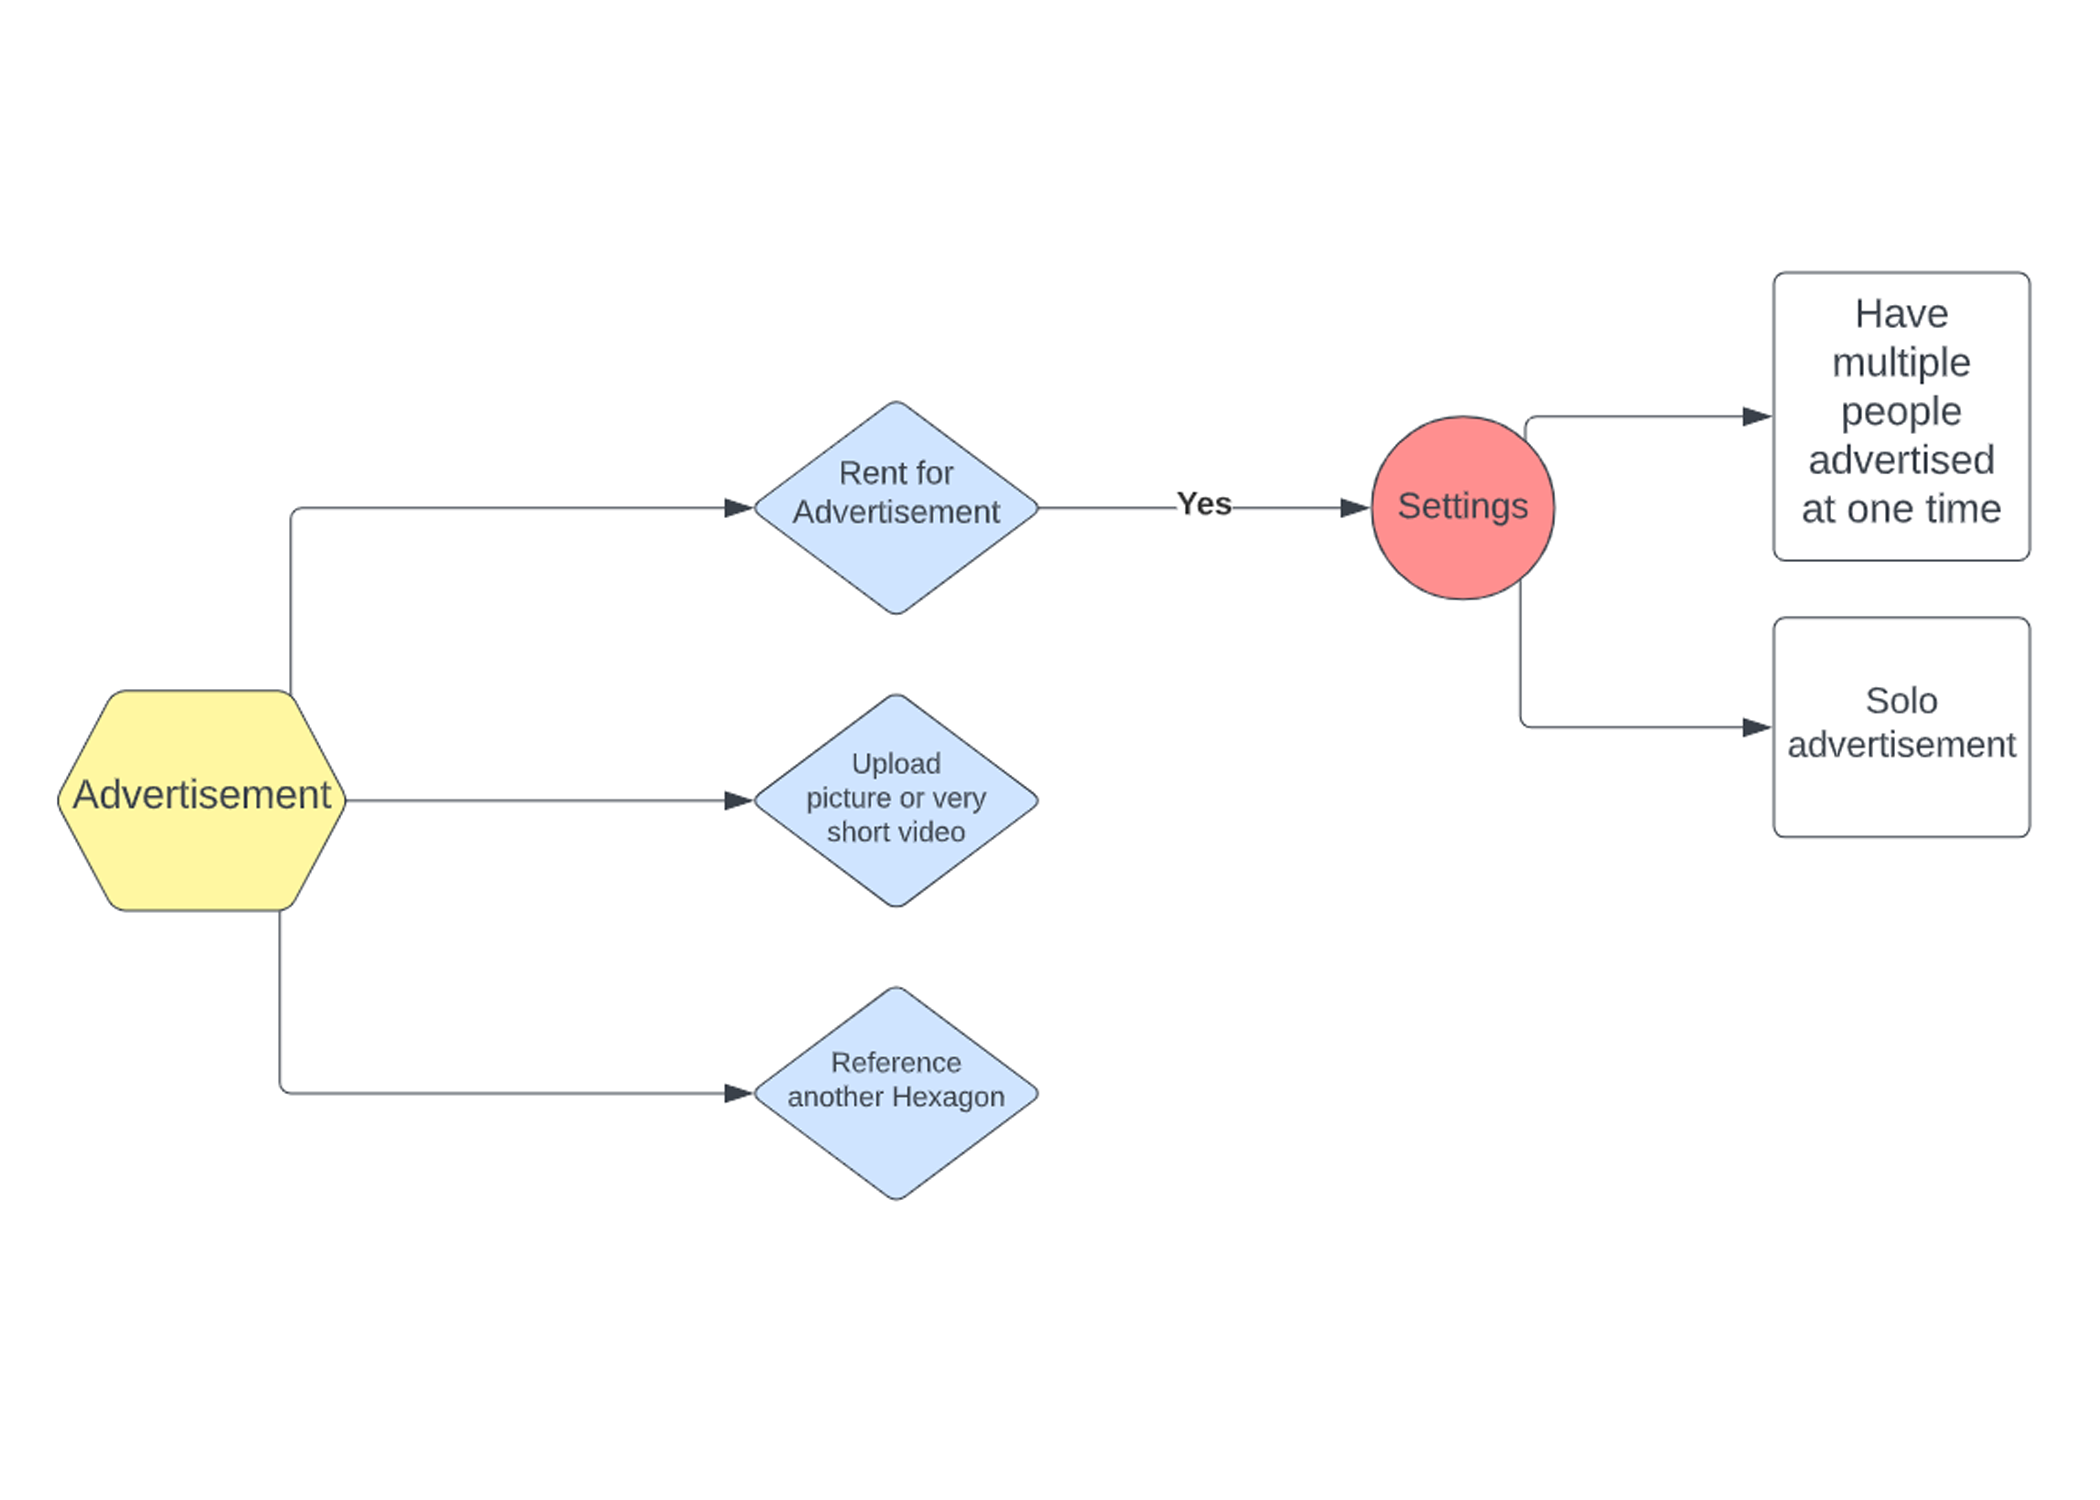 Advertisement
Rent for
Advertisement
Yes
Settings
Have
multiple
people
advertised
at one time
Solo
advertisement
Upload
picture or very
short video
Reference
another Hexagon